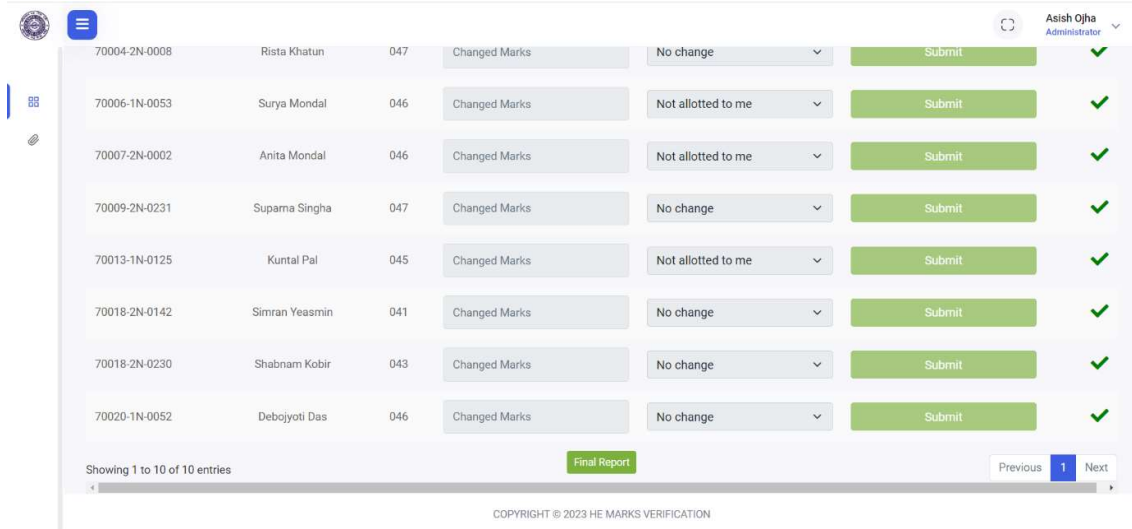 Asish Ojha
Administrator
70004-2N-0008 Rista Khatun 047 Changed Marks No change Submit
70006-1N-0053 Surya Mondal 046 Changed Marks Not allotted to me Submit
70007-2N-0002 Anita Mondal 046 Changed Marks Not allotted to me Submit
70009-2N-0231 Suparna Singha 047 Changed Marks No change Submit
70013-1N-0125 Kuntal Pal 045 Changed Marks Not allotted to me Submit
70018-2N-0142 Simran Yeasmin 041 Changed Marks No change Submit
70018-2N-0230 Shabnam Kobir 043 Changed Marks No change Submit
70020-1N-0052 Debojyoti Das 046 Changed Marks No change Submit
Showing 1 to 10 of 10 entries Final Report Previous 1 Next
COPYRIGHT © 2023 HE MARKS VERIFICATION